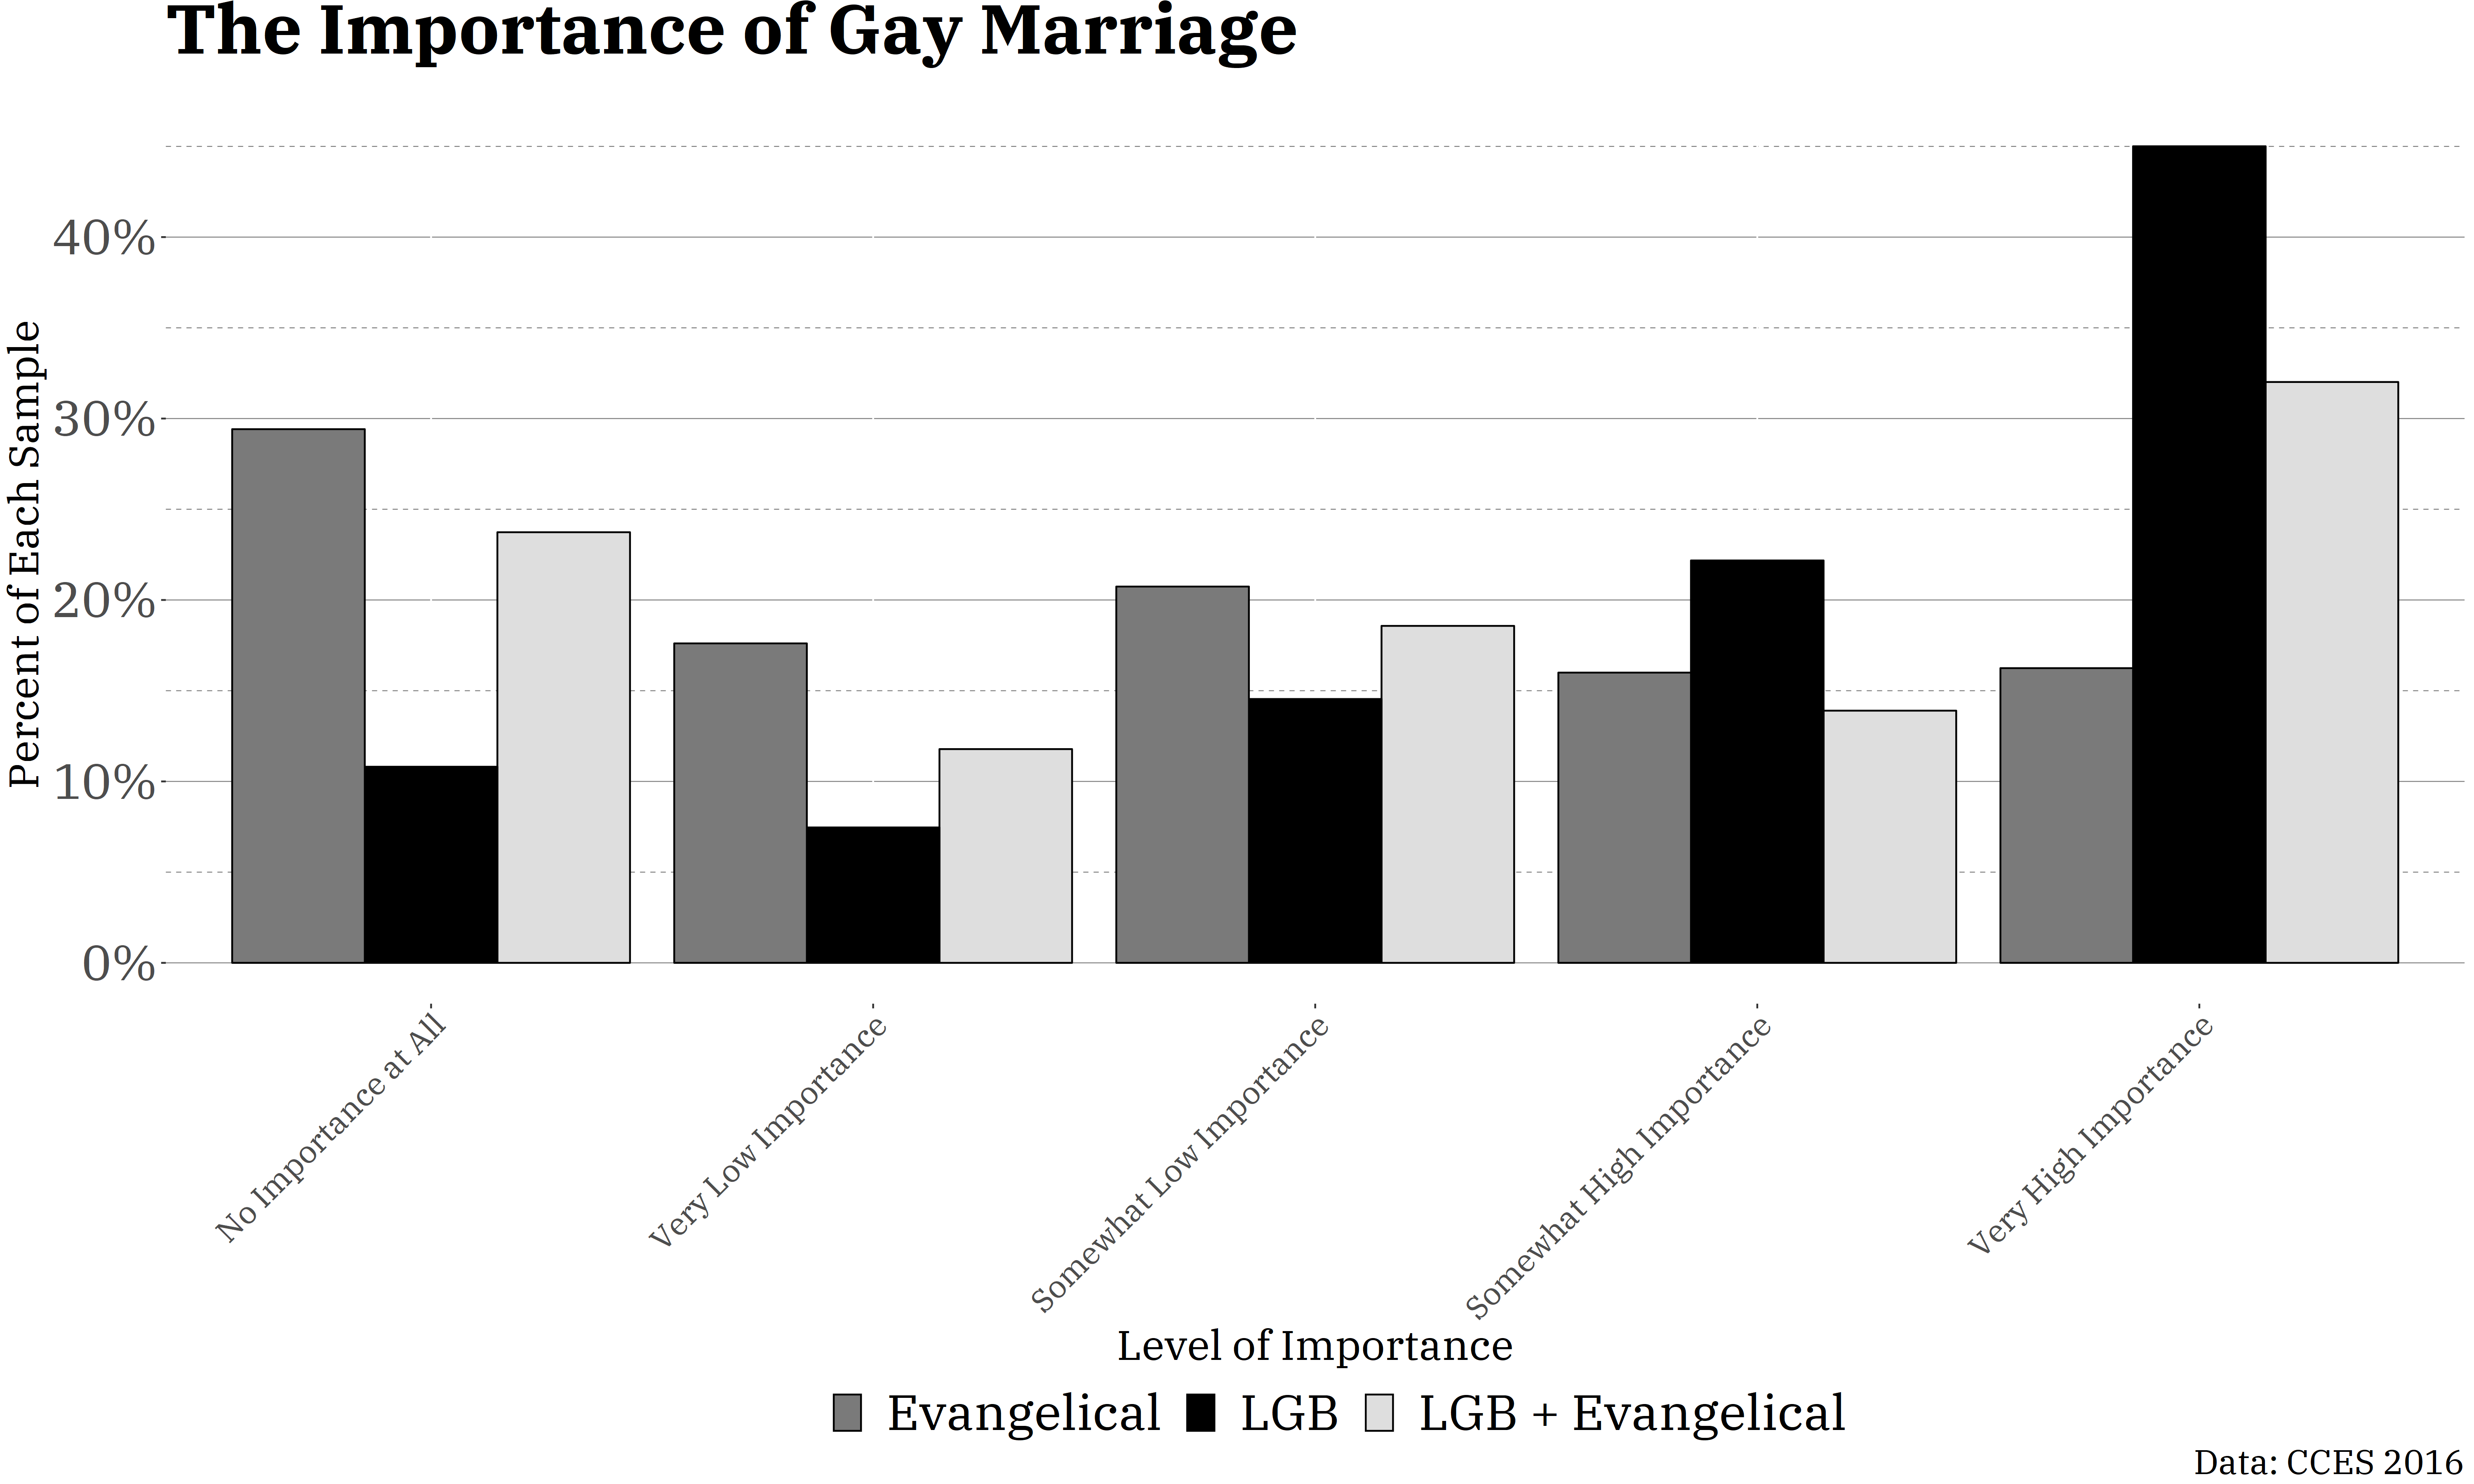 The Importance of Gay Marriage
Percent of Each Sample
40%
30%
20%
10%
0%
No Importance at All
Very Low Importance
Somewhat Low Importance
Somewhat High Importance
Very High Importance
Level of Importance
Evangelical LGB LGB + Evangelical
Data: CCES 2016